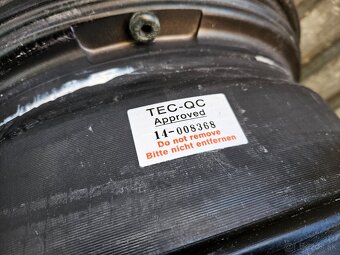 TEC-QC
Approved
14-008368
Do not remove
Bitte nicht entfernen